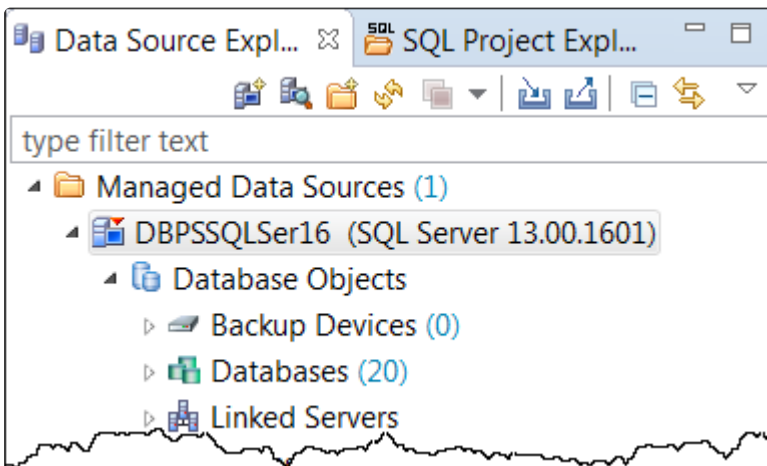 Data Source Expl... SQL SQL Project Expl...
type filter text
Managed Data Sources (1)
DBPSSQLSer16 (SQL Server 13.00.1601)
Database Objects
Backup Devices (0)
Databases (20)
Linked Servers